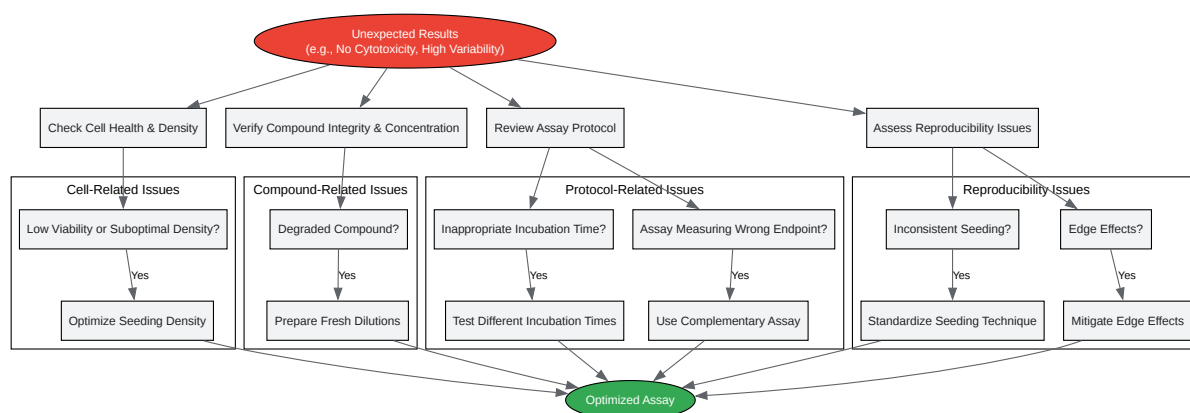 Unexpected Results
(e.g., No Cytotoxicity, High Variability)
Check Cell Health & Density
Verify Compound Integrity & Concentration
Review Assay Protocol
Assess Reproducibility Issues
Cell-Related Issues
Compound-Related Issues
Protocol-Related Issues
Reproducibility Issues
Low Viability or Suboptimal Density?
Degraded Compound?
Inappropriate Incubation Time?
Assay Measuring Wrong Endpoint?
Inconsistent Seeding?
Edge Effects?
Yes
Yes
Yes
Yes
Yes
Yes
Optimize Seeding Density
Prepare Fresh Dilutions
Test Different Incubation Times
Use Complementary Assay
Standardize Seeding Technique
Mitigate Edge Effects
Optimized Assay